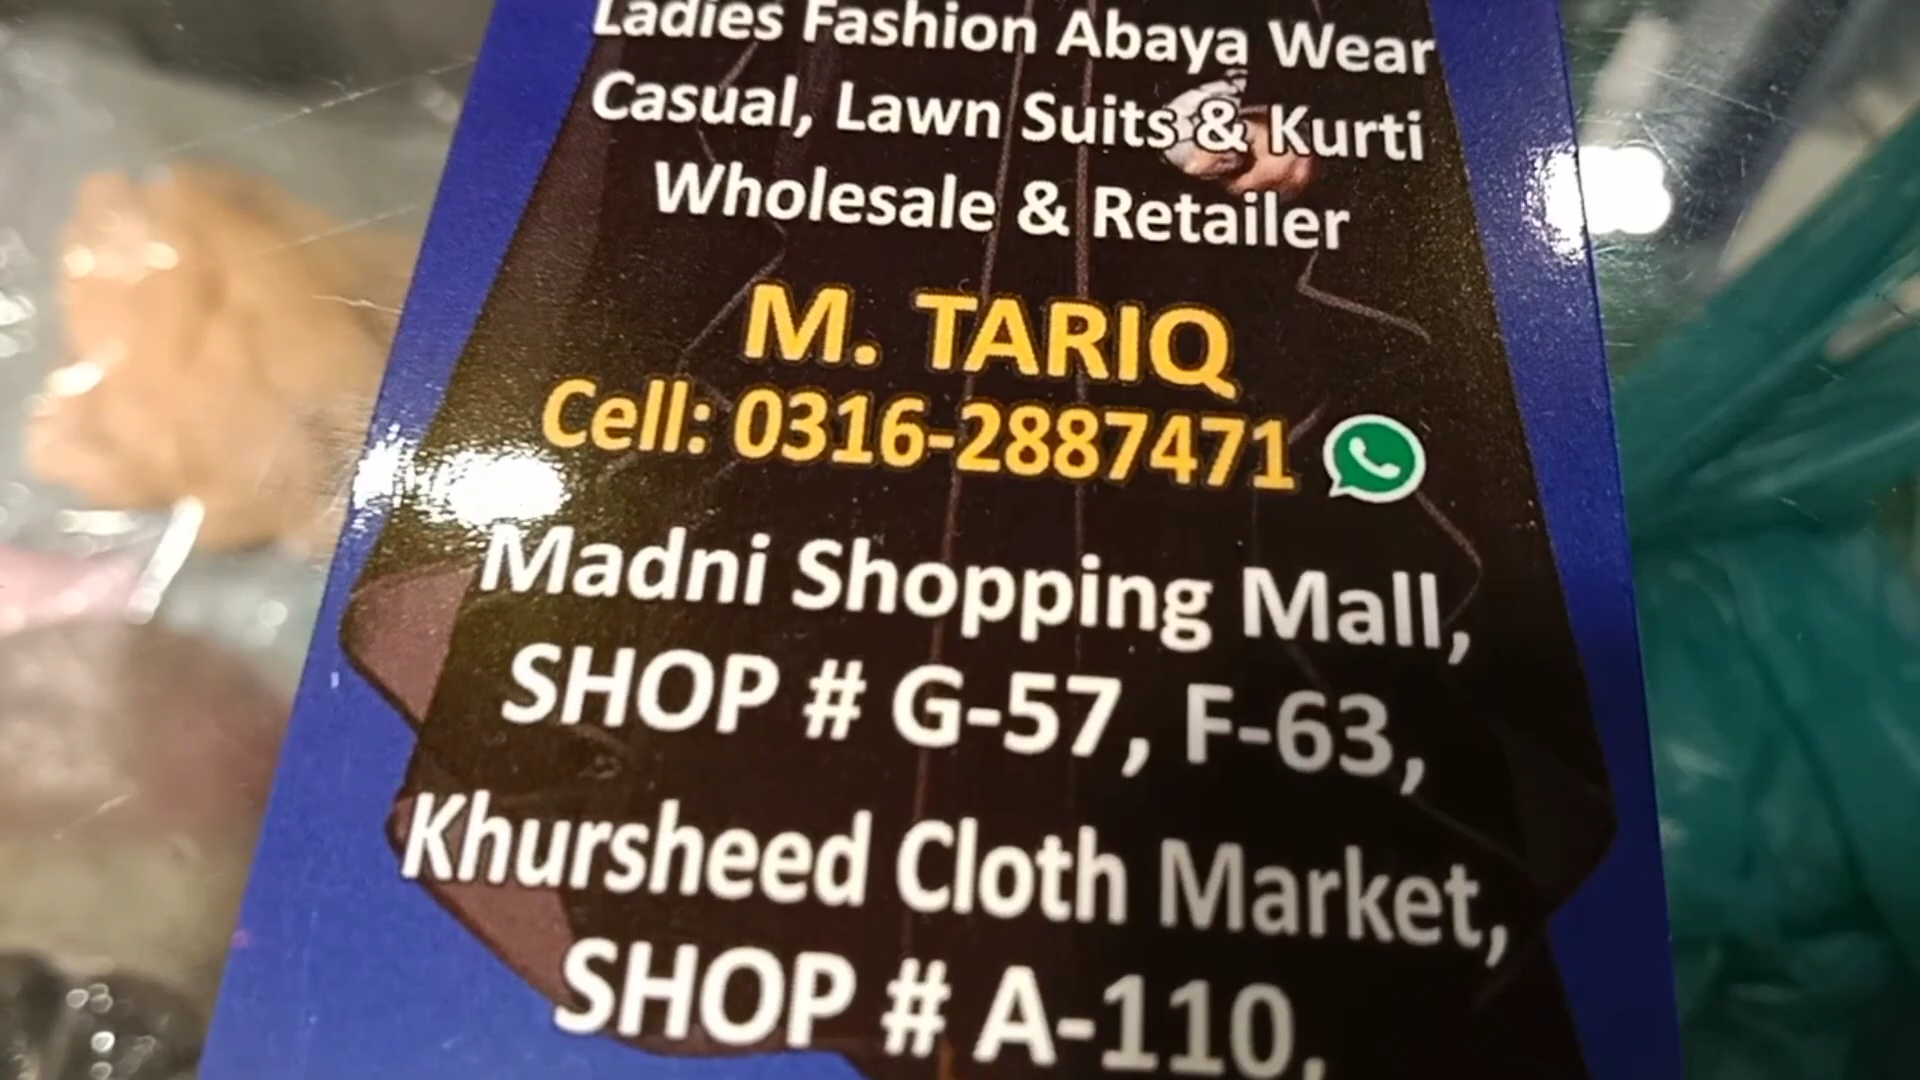 Ladies Fashion Abaya Wear
Casual, Lawn Suits & Kurti
Wholesale & Retailer
M. TARIQ
Cell: 0316-2887471
Madni Shopping Mall,
SHOP # G-57, F-63,
Khursheed Cloth Market,
SHOP # A-110,